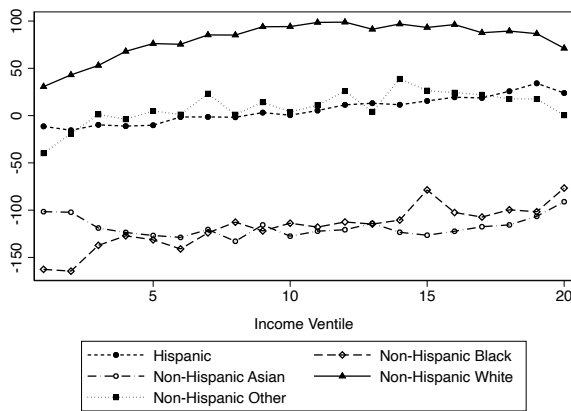 100
50
0
-50
-100
-150
5
10
15
20
Income Ventile
Hispanic
Non-Hispanic Black
Non-Hispanic Asian
Non-Hispanic White
Non-Hispanic Other